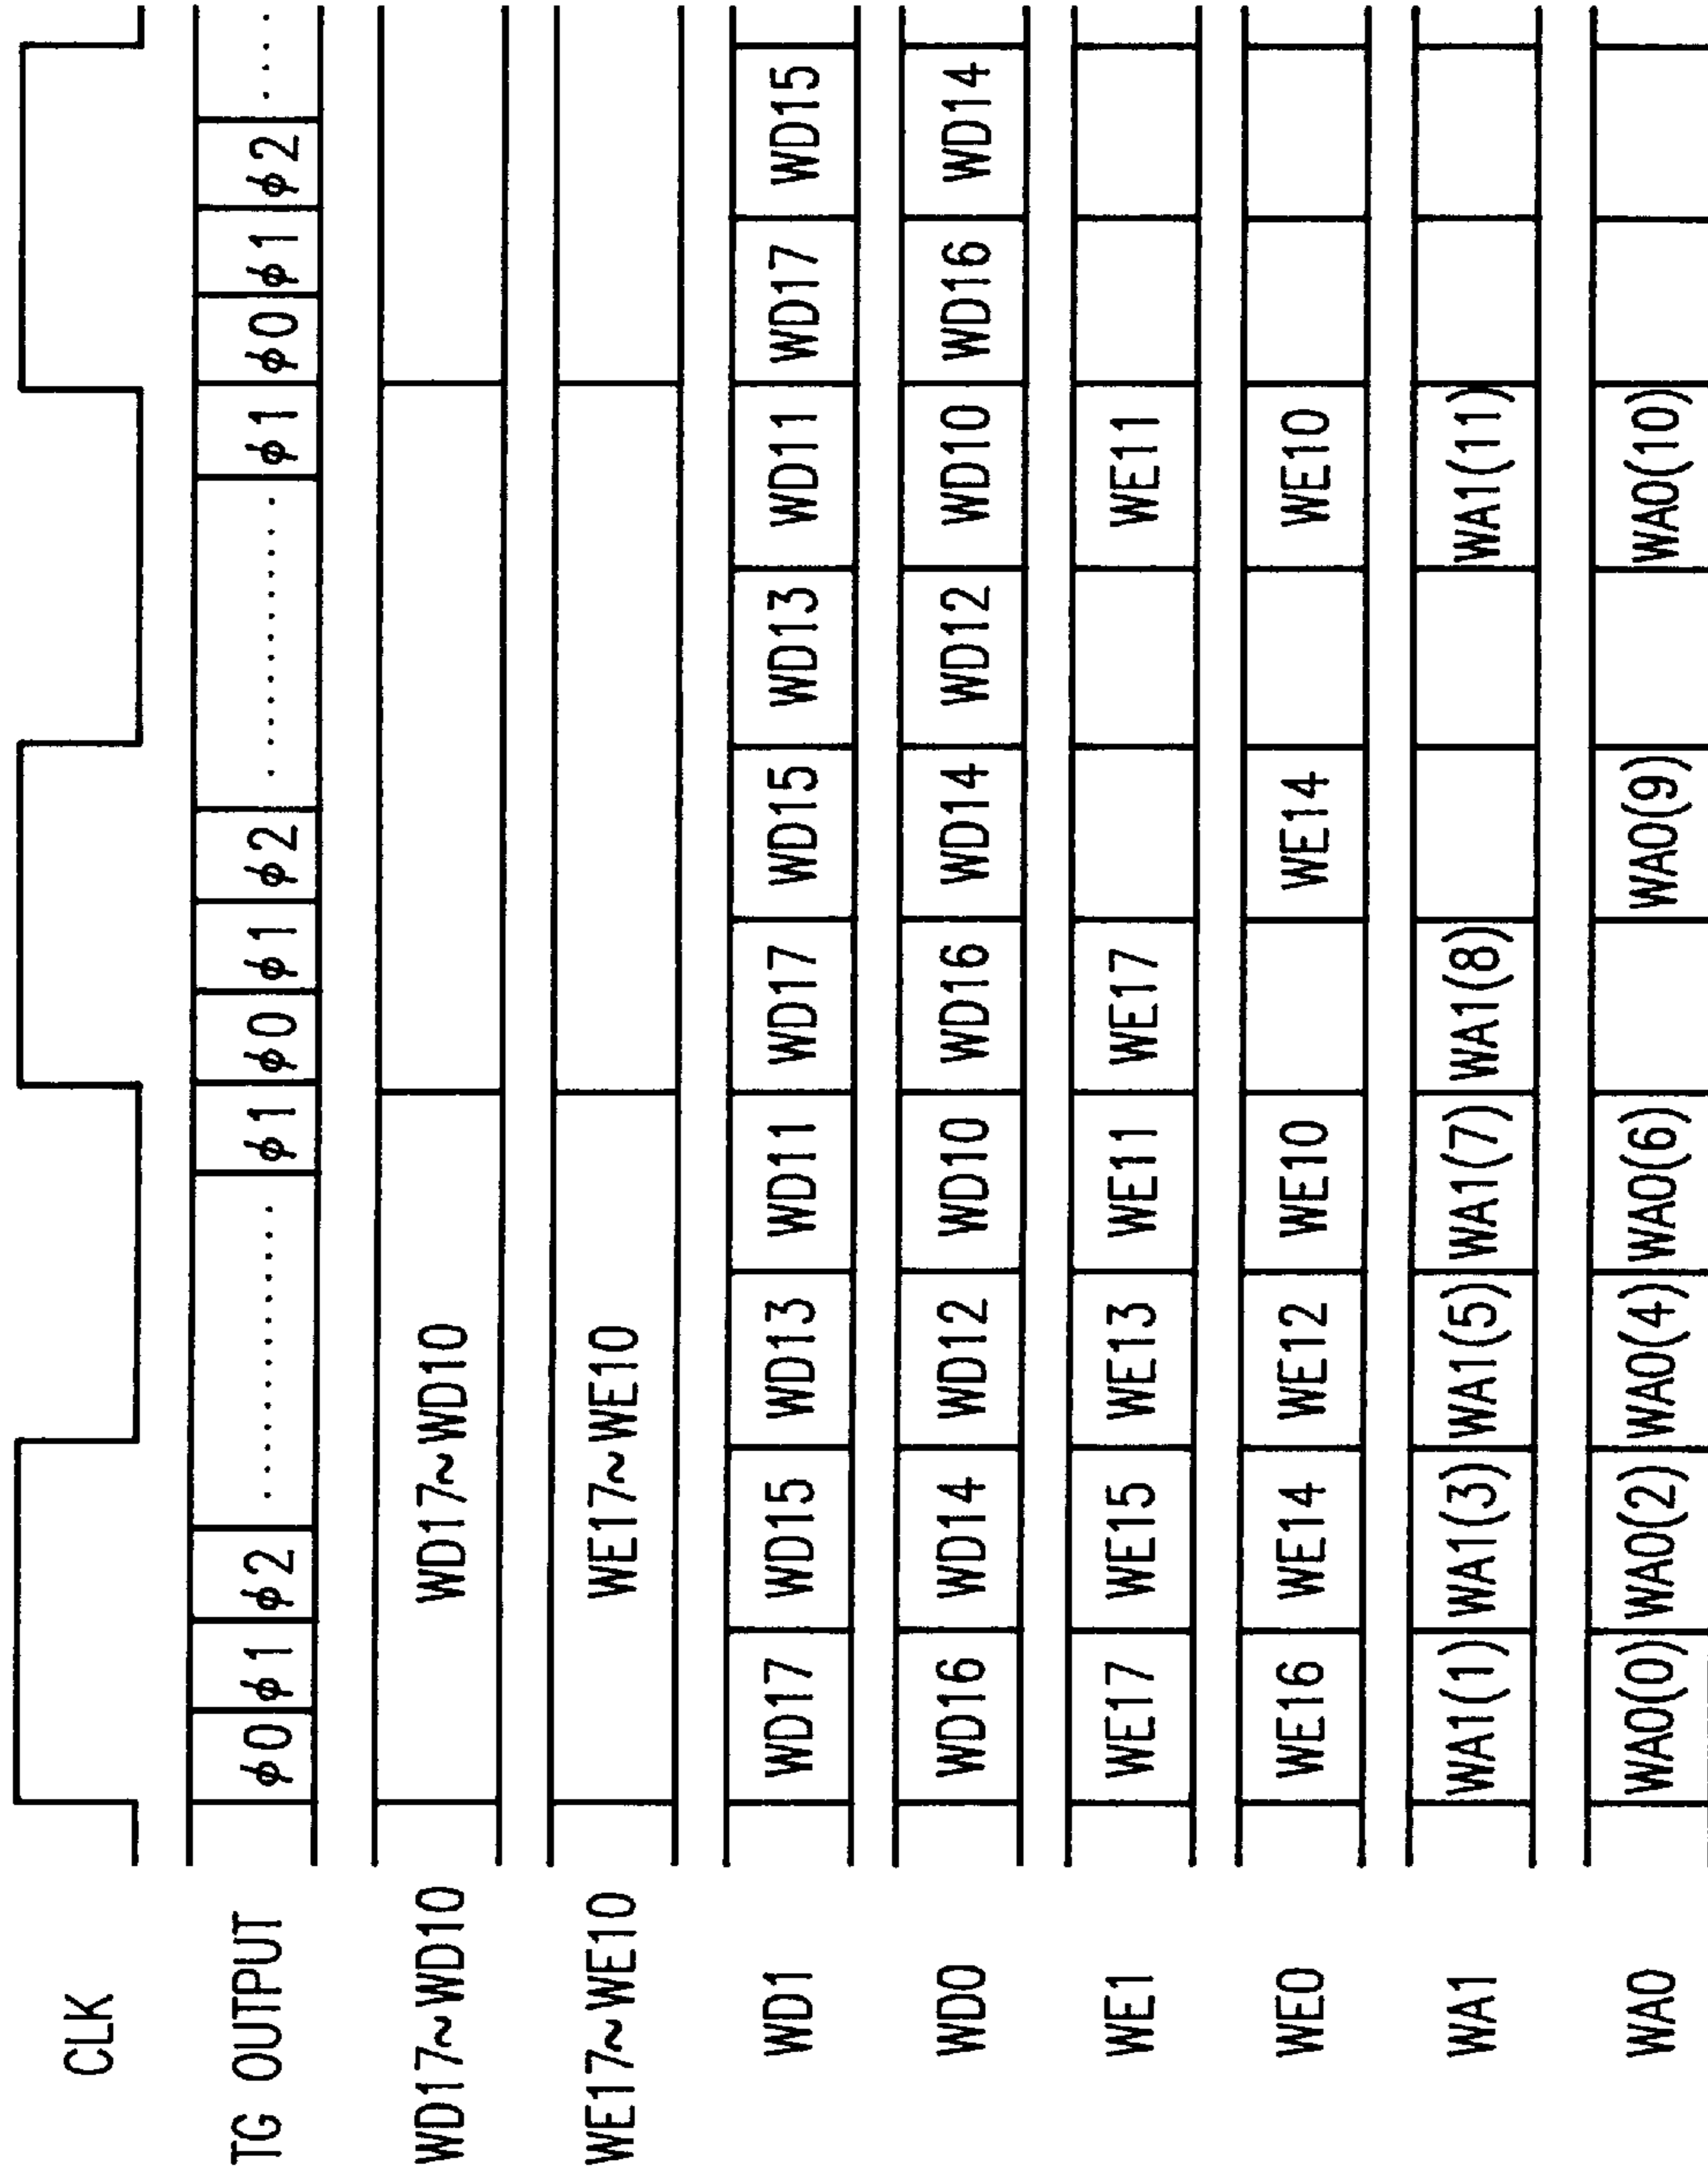 CLK
TG OUTPUT φ0 φ1 φ2 ·········· φ1 φ0 φ1 φ2 ·········· φ1 φ0 φ1 φ2 ····
WD17~WD10 WD17~WD10
WE17~WE10 WE17~WE10
WD1 WD17 WD15 WD13 WD11 WD17 WD15 WD13 WD11 WD17 WD15
WD0 WD16 WD14 WD12 WD10 WD16 WD14 WD12 WD10 WD16 WD14
WE1 WE17 WE15 WE13 WE11 WE17 WE11
WE0 WE16 WE14 WE12 WE10 WE14 WE10
WA1 WA1(1) WA1(3) WA1(5) WA1(7) WA1(8) WA1(11)
WA0 WA0(0) WA0(2) WA0(4) WA0(6) WA0(9) WA0(10)